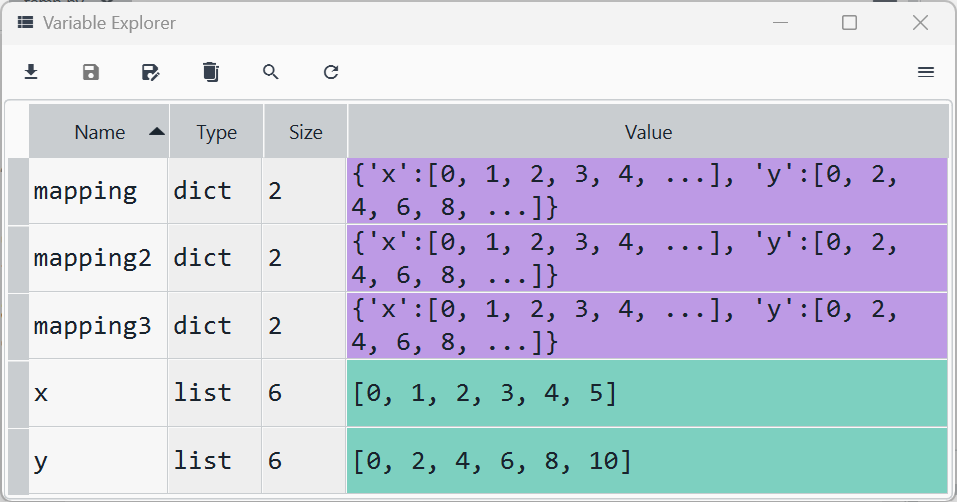 Variable Explorer
Name Type Size Value
mapping dict 2 {'x':[0, 1, 2, 3, 4, ...], 'y':[0, 2,
4, 6, 8, ...]}
mapping2 dict 2 {'x':[0, 1, 2, 3, 4, ...], 'y':[0, 2,
4, 6, 8, ...]}
mapping3 dict 2 {'x':[0, 1, 2, 3, 4, ...], 'y':[0, 2,
4, 6, 8, ...]}
x list 6 [0, 1, 2, 3, 4, 5]
y list 6 [0, 2, 4, 6, 8, 10]